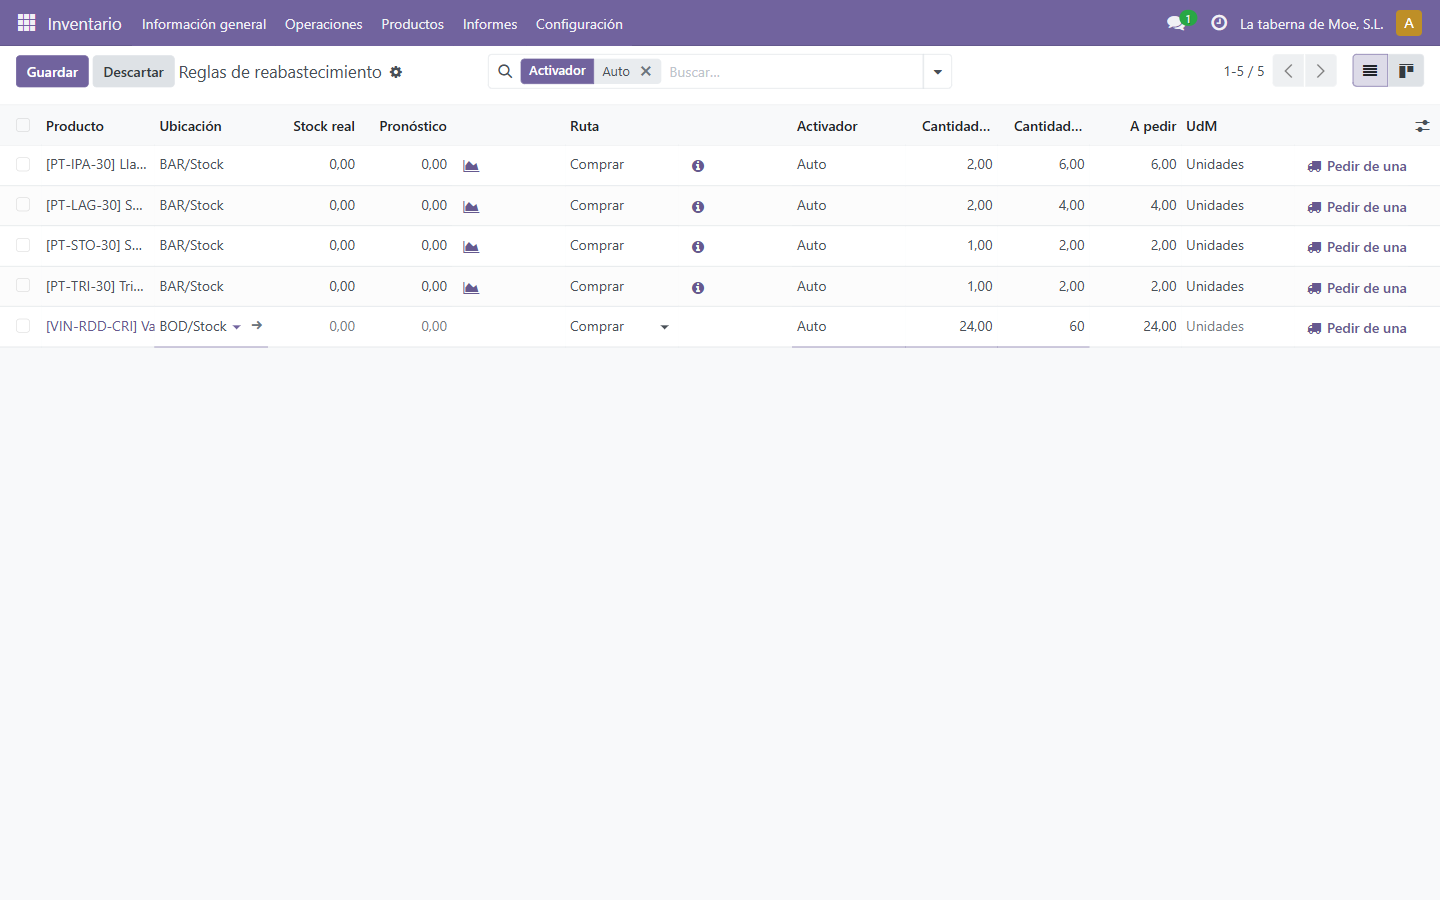 Inventario Información general Operaciones Productos Informes Configuración 1 La taberna de Moe, S.L. A
Guardar Descartar Reglas de reabastecimiento Activador Auto Buscar... 1-5 / 5
Producto Ubicación Stock real Pronóstico Ruta Activador Cantidad... Cantidad... A pedir UdM
[PT-IPA-30] Lla... BAR/Stock 0,00 0,00 Comprar Auto 2,00 6,00 6,00 Unidades Pedir de una
[PT-LAG-30] S... BAR/Stock 0,00 0,00 Comprar Auto 2,00 4,00 4,00 Unidades Pedir de una
[PT-STO-30] S... BAR/Stock 0,00 0,00 Comprar Auto 1,00 2,00 2,00 Unidades Pedir de una
[PT-TRI-30] Tri... BAR/Stock 0,00 0,00 Comprar Auto 1,00 2,00 2,00 Unidades Pedir de una
[VIN-RDD-CRI] Va BOD/Stock 0,00 0,00 Comprar Auto 24,00 60 24,00 Unidades Pedir de una